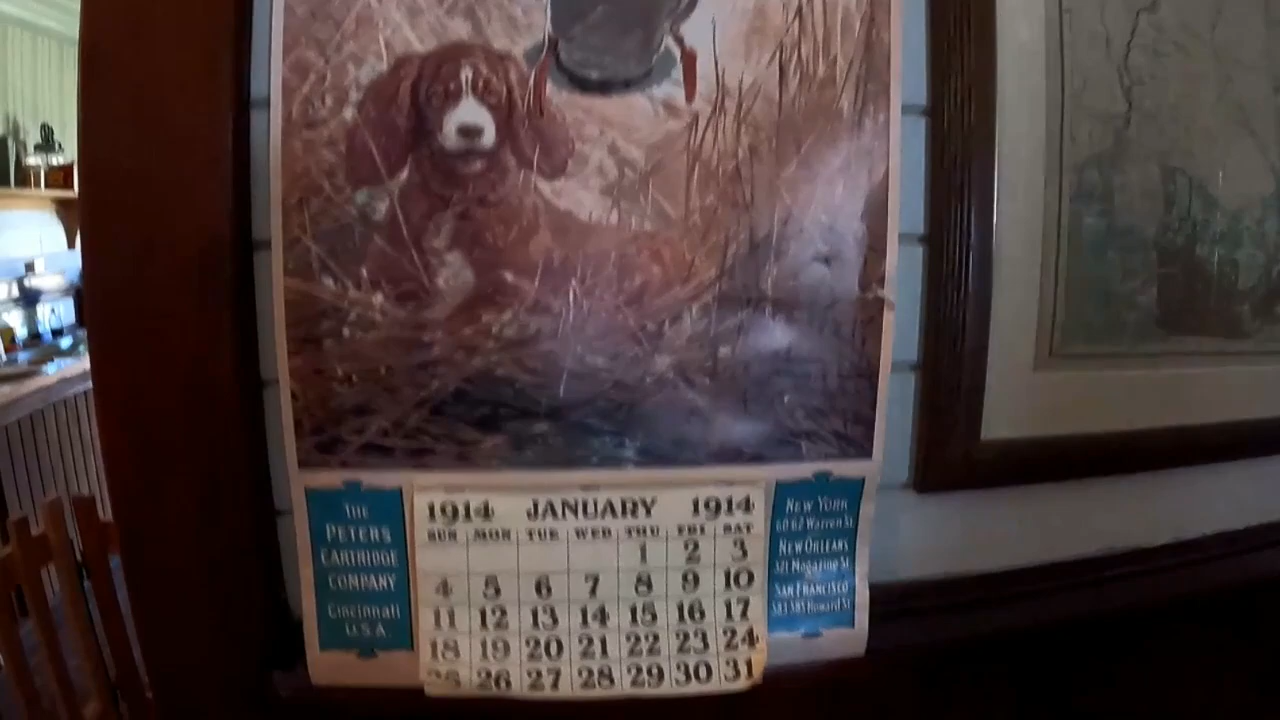 THE
PETERS
CARTRIDGE
COMPANY
Cincinnati
U.S.A
1914 JANUARY 1914
SUN MON TUE WED THU FRI SAT
1 2 3
4 5 6 7 8 9 10
11 12 13 14 15 16 17
18 19 20 21 22 23 24
25 26 27 28 29 30 31
NEW YORK
60-62 Warren St.
NEW ORLEANS
321 Magazine St.
SAN FRANCISCO
583-585 Howard St.